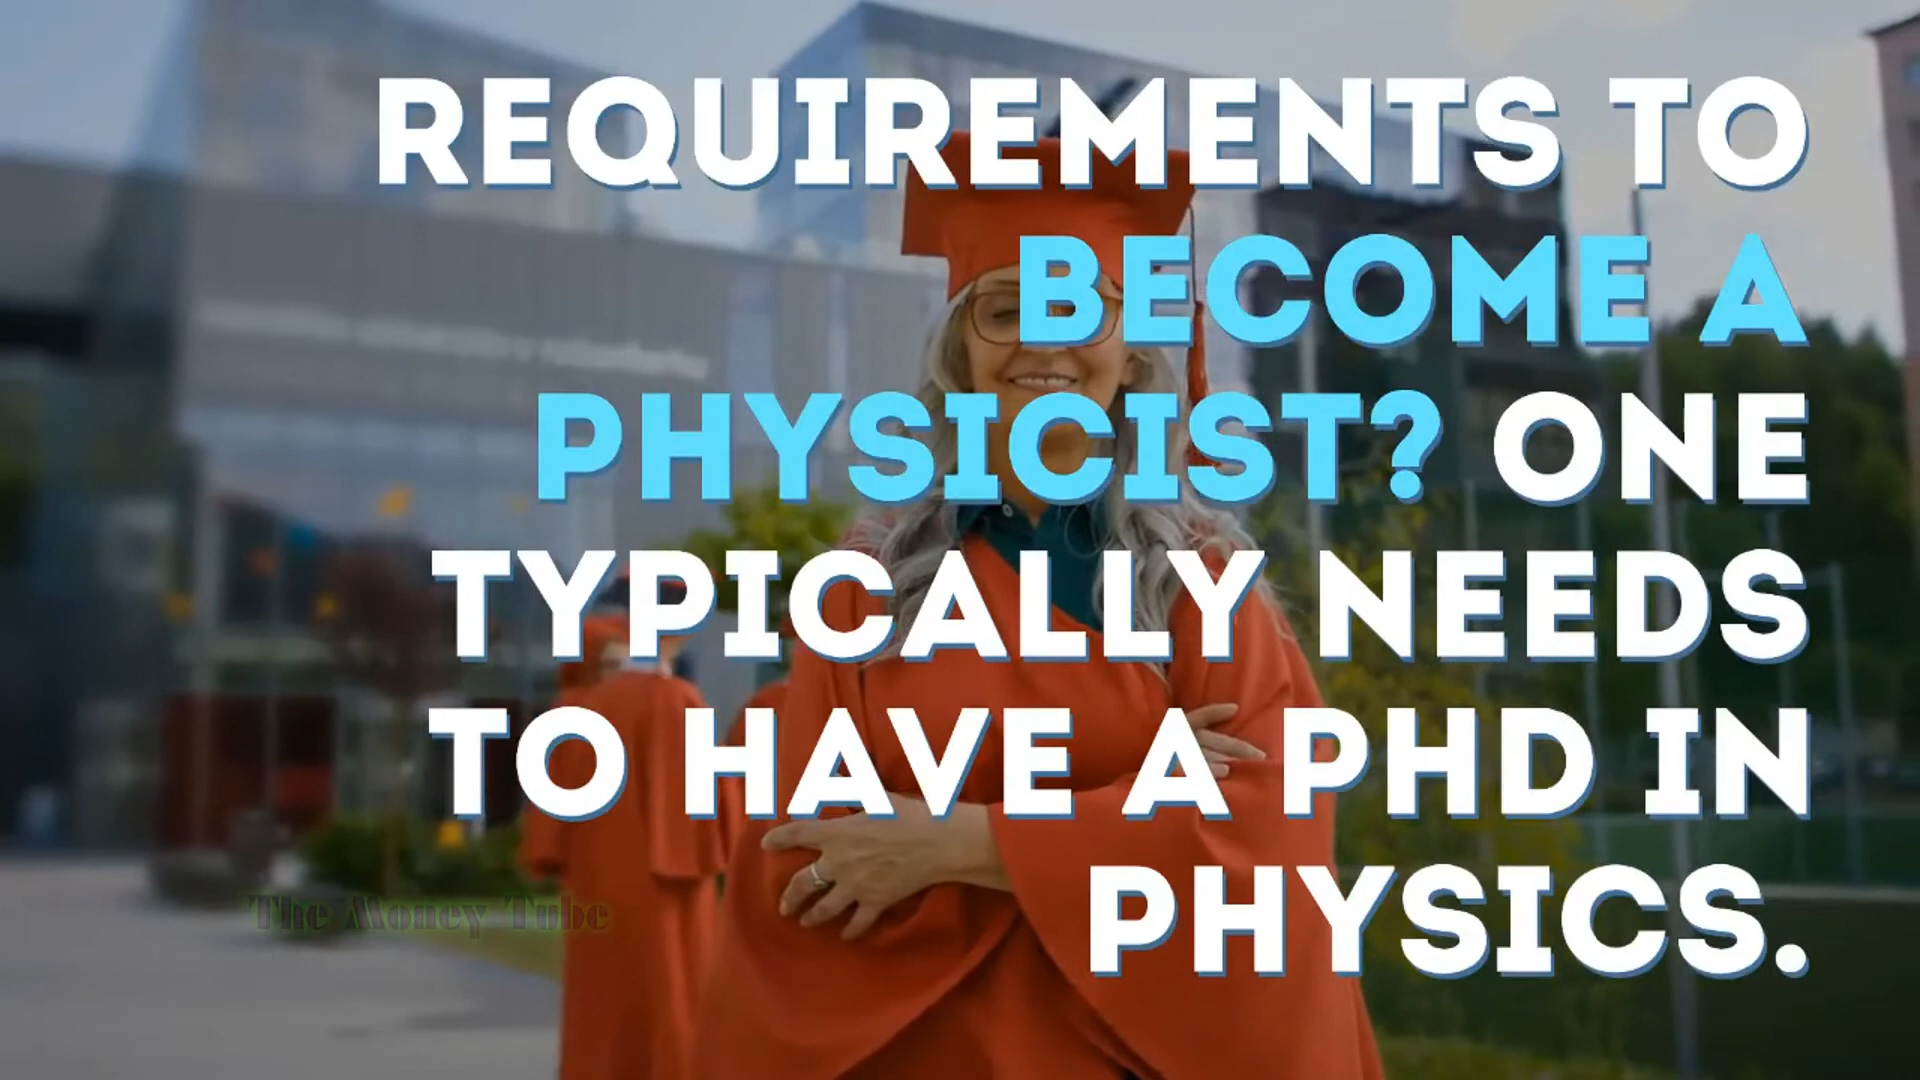 REQUIREMENTS TO
BECOME A
PHYSICIST? ONE
TYPICALLY NEEDS
TO HAVE A PHD IN
PHYSICS.
The Money Tube